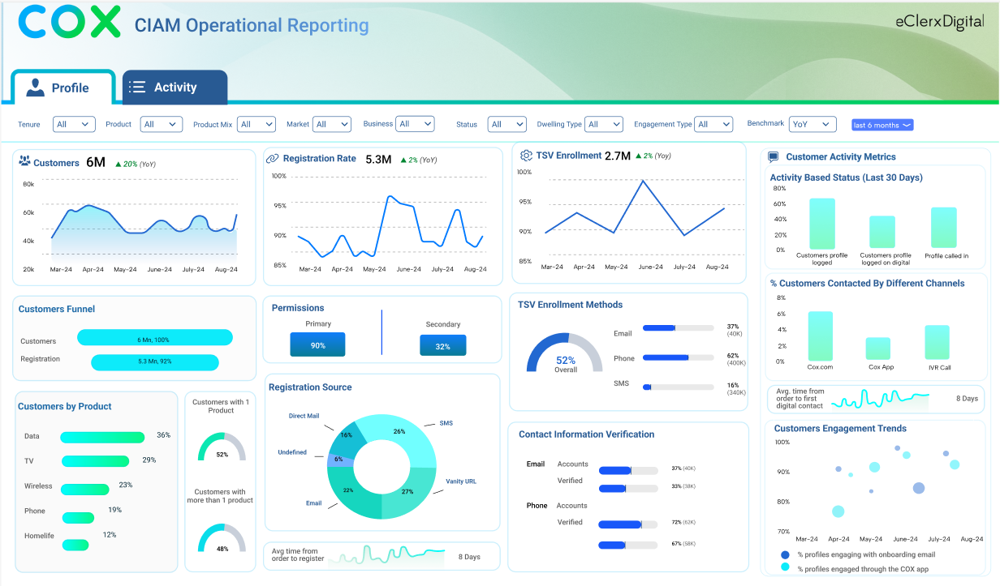 COX
CIAM Operational Reporting
eClerxDigital
Profile
Activity
Tenure All Product All Product Mix All Market All Business All Status All Dwelling Type All Engagement Type All Benchmark YoY last 6 months
Customers 6M ▲ 20% (YoY)
80k
60k
40k
20k
Mar-24 Apr-24 May-24 June-24 July-24 Aug-24
Registration Rate 5.3M ▲ 2% (YoY)
100%
95%
90%
85%
Mar-24 Apr-24 May-24 June-24 July-24 Aug-24
TSV Enrollment 2.7M ▲ 2% (Yoy)
100%
95%
90%
85%
Mar-24 Apr-24 May-24 June-24 July-24 Aug-24
Customer Activity Metrics
Activity Based Status (Last 30 Days)
80%
60%
40%
20%
0%
Customers profile
logged
Customers profile
logged on digital
Profile called in
% Customers Contacted By Different Channels
8%
6%
4%
2%
0%
Cox.com Cox App IVR Call
Avg. time from
order to first
digital contact
8 Days
Customers Engagement Trends
100%
90%
80%
70%
Mar-24 Apr-24 May-24 June-24 July-24 Aug-24
% profiles engaging with onboarding email
% profiles engaged through the COX app
Customers Funnel
Customers 6 Mn, 100%
Registration 5.3 Mn, 92%
Permissions
Primary
90%
Secondary
32%
TSV Enrollment Methods
52%
Overall
Email 37%
(40K)
Phone 62%
(400K)
SMS 16%
(340K)
Customers by Product
Data 36%
TV 29%
Wireless 23%
Phone 19%
Homelife 12%
Customers with 1
Product
52%
Customers with
more than 1 product
48%
Registration Source
Direct Mail
16%
26%
SMS
Undefined
6%
22%
27%
Vanity URL
Email
Avg time from
order to register
8 Days
Contact Information Verification
Email Accounts 37% (40K)
Verified 33% (38K)
Phone Accounts
Verified 72% (62K)
67% (58K)